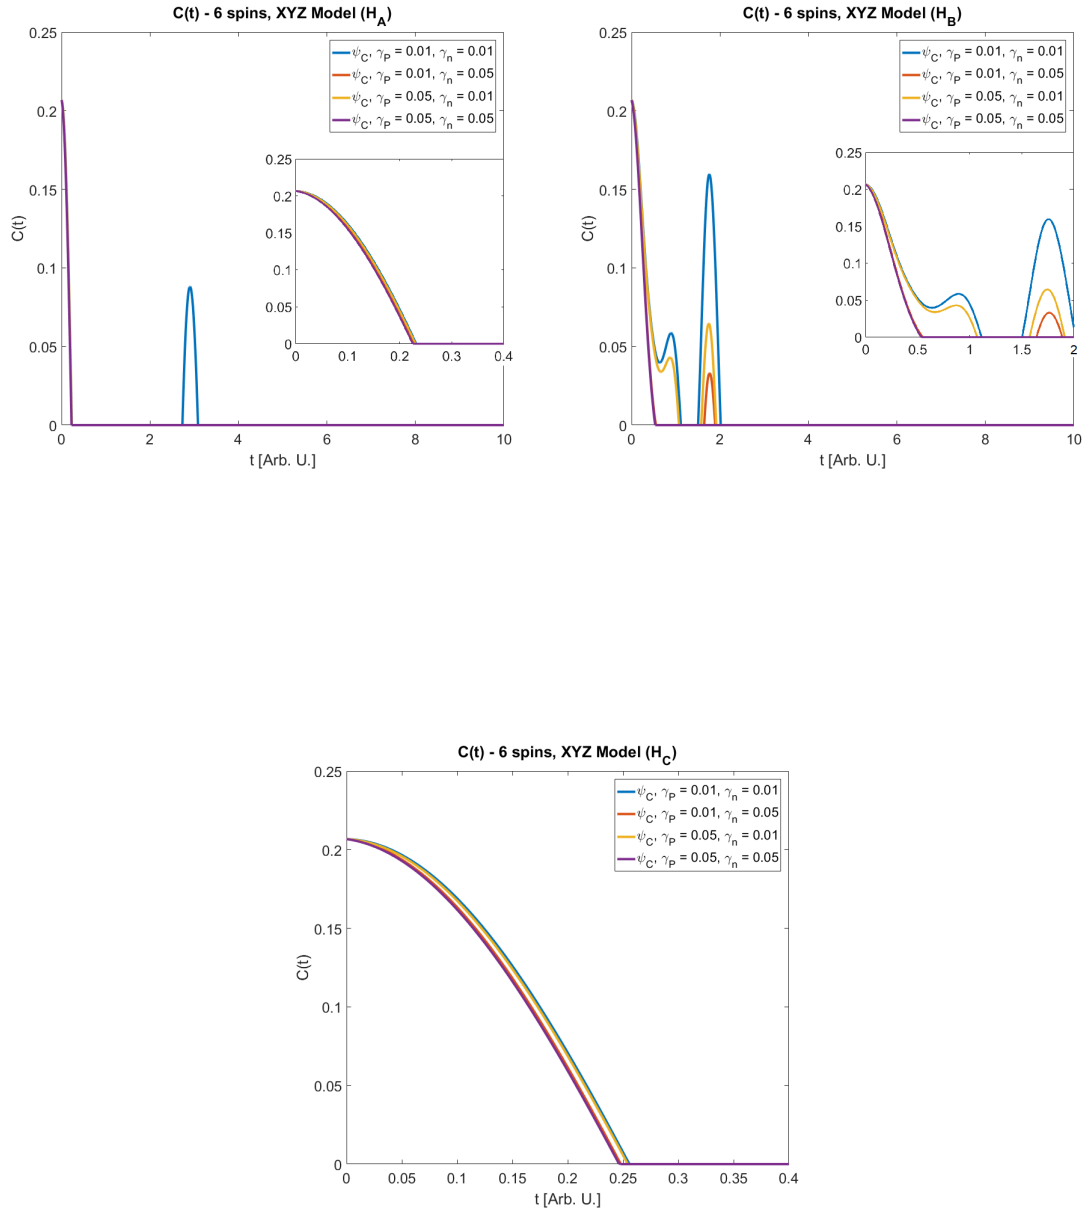 C(t) - 6 spins, XYZ Model (H_A)
0.25
0.2
0.15
0.1
0.05
0
C(t)
0 2 4 6 8 10
t [Arb. U.]
ψ_C, γ_P = 0.01, γ_n = 0.01
ψ_C, γ_P = 0.01, γ_n = 0.05
ψ_C, γ_P = 0.05, γ_n = 0.01
ψ_C, γ_P = 0.05, γ_n = 0.05
0.25
0.2
0.15
0.1
0.05
0
0 0.1 0.2 0.3 0.4
C(t) - 6 spins, XYZ Model (H_B)
0.25
0.2
0.15
0.1
0.05
0
C(t)
0 2 4 6 8 10
t [Arb. U.]
ψ_C, γ_P = 0.01, γ_n = 0.01
ψ_C, γ_P = 0.01, γ_n = 0.05
ψ_C, γ_P = 0.05, γ_n = 0.01
ψ_C, γ_P = 0.05, γ_n = 0.05
0.25
0.2
0.15
0.1
0.05
0
0 0.5 1 1.5 2
C(t) - 6 spins, XYZ Model (H_C)
0.25
0.2
0.15
0.1
0.05
0
C(t)
0 0.05 0.1 0.15 0.2 0.25 0.3 0.35 0.4
t [Arb. U.]
ψ_C, γ_P = 0.01, γ_n = 0.01
ψ_C, γ_P = 0.01, γ_n = 0.05
ψ_C, γ_P = 0.05, γ_n = 0.01
ψ_C, γ_P = 0.05, γ_n = 0.05